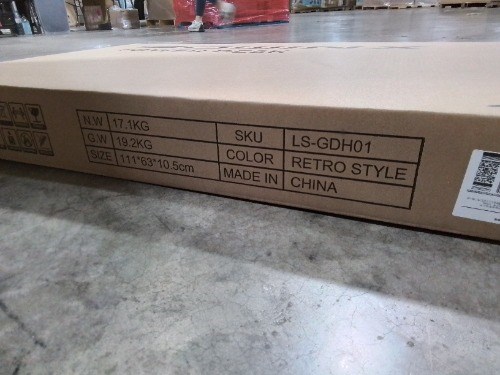 N.W 17.1KG SKU LS-GDH01
G.W 19.2KG COLOR RETRO STYLE
SIZE 111*63*10.5cm MADE IN CHINA